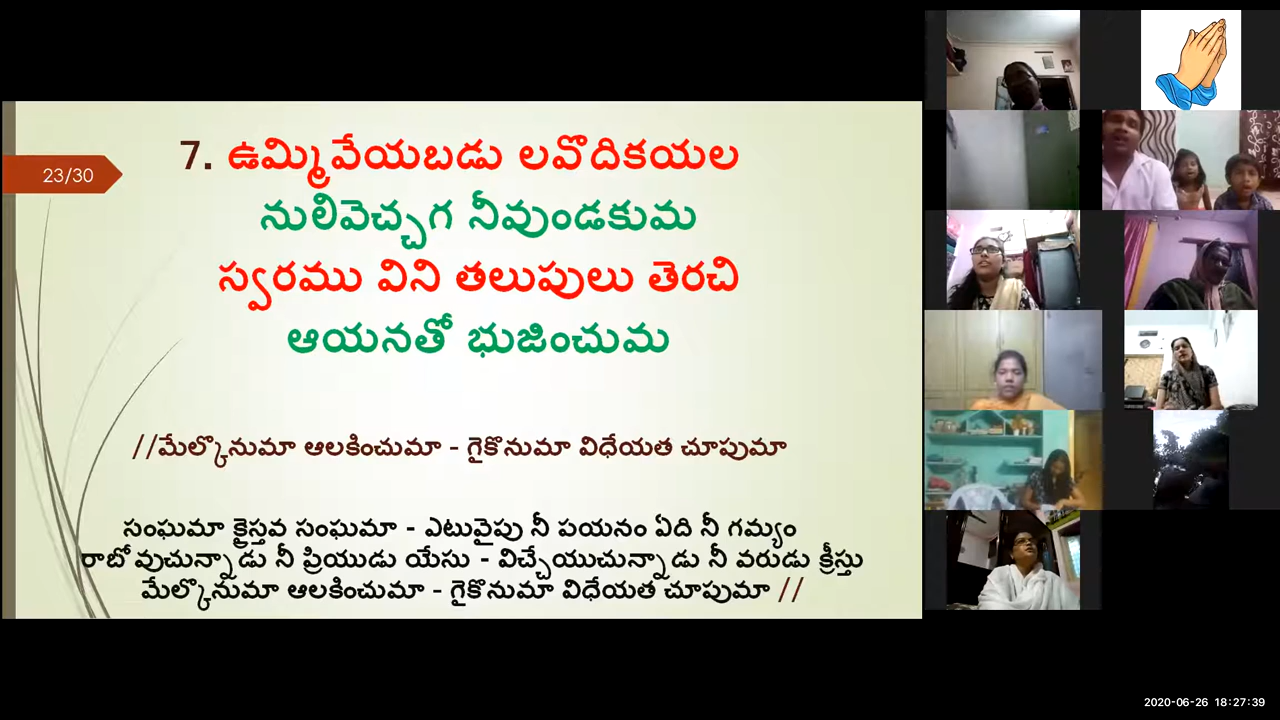 23/30
7. ఉమ్మివేయబడు లవొదికయల
నులివెచ్చగ నీవుండకుమ
స్వరము విని తలుపులు తెరచి
ఆయనతో భుజించుమ
//మేల్కొనుమా ఆలకించుమా - గైకొనుమా విధేయత చూపుమా
సంఘమా క్రైస్తవ సంఘమా - ఎటువైపు నీ పయనం ఏది నీ గమ్యం
రాబోవుచున్నాడు నీ ప్రియుడు యేసు - విచ్చేయుచున్నాడు నీ వరుడు క్రీస్తు
మేల్కొనుమా ఆలకించుమా - గైకొనుమా విధేయత చూపుమా //
2020-06-26 18:27:39